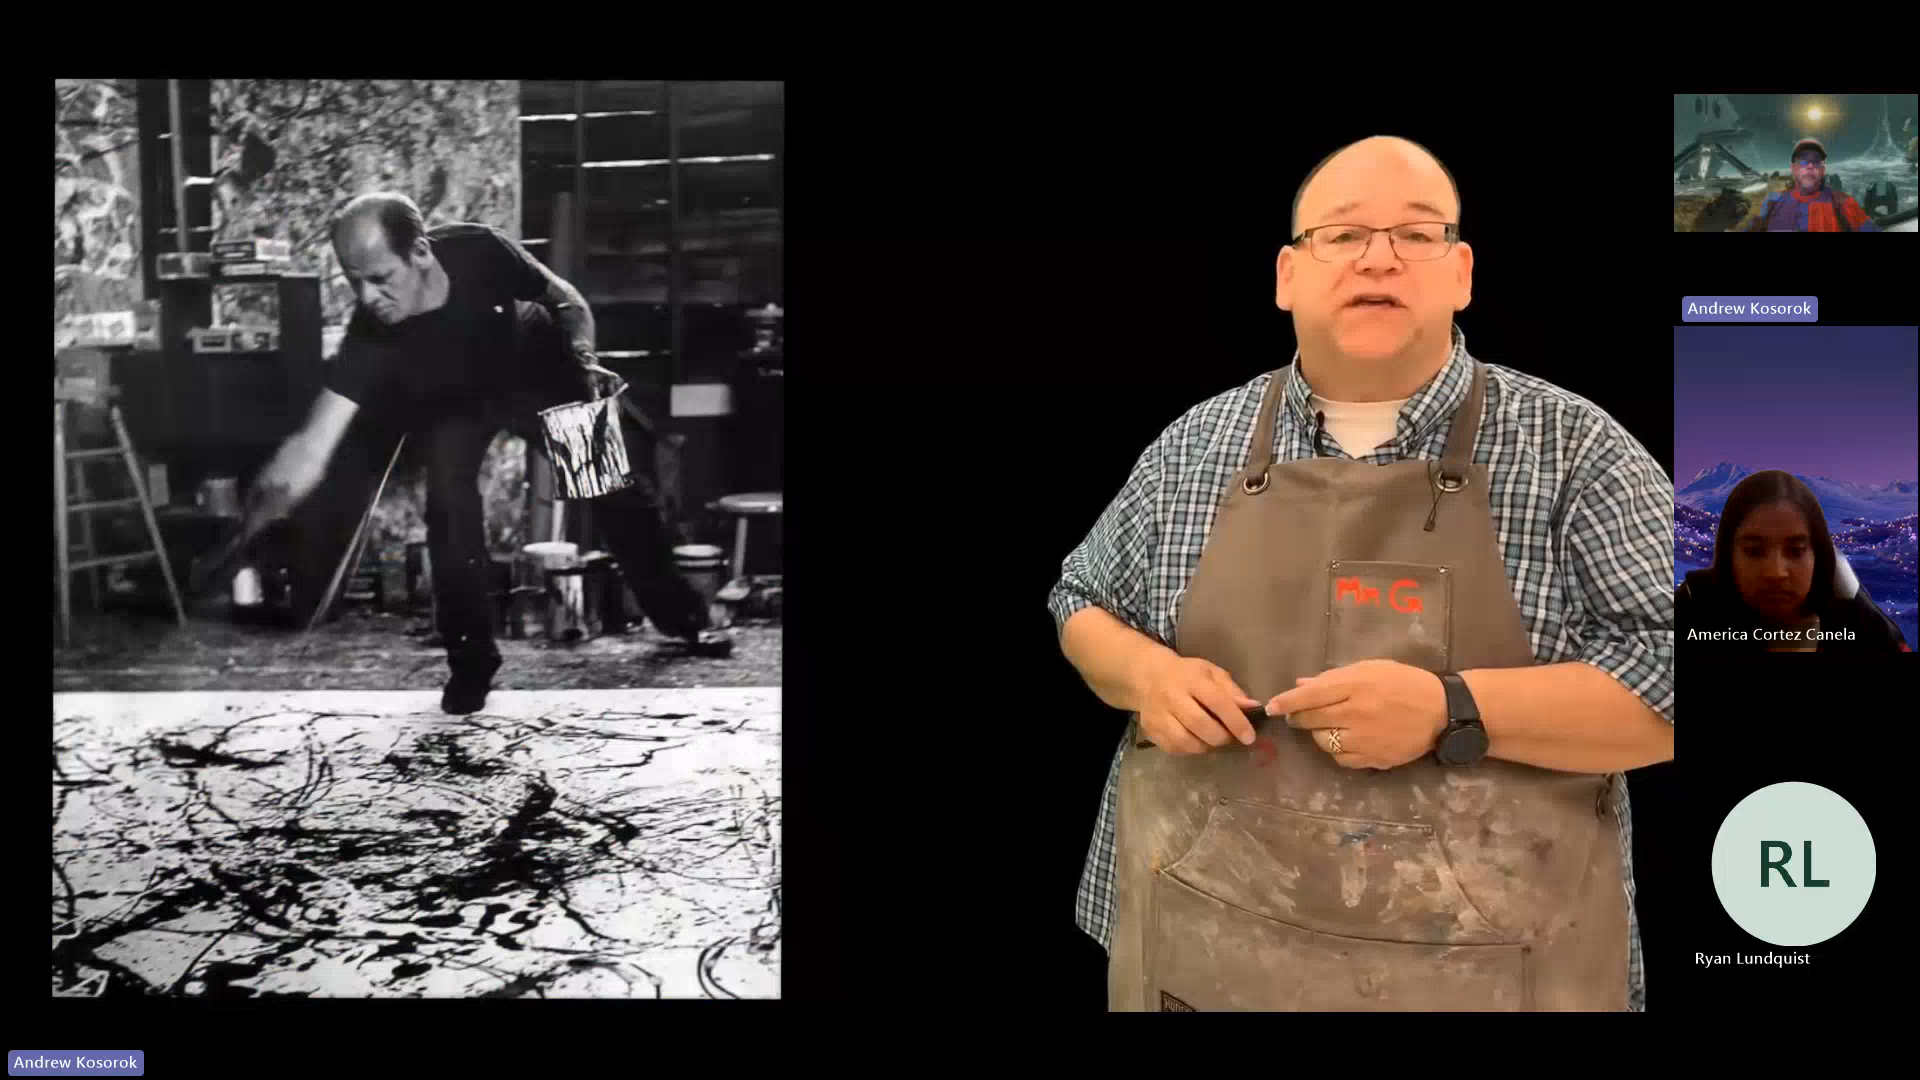 Mr G
Andrew Kosorok
America Cortez Canela
RL
Ryan Lundquist
Andrew Kosorok